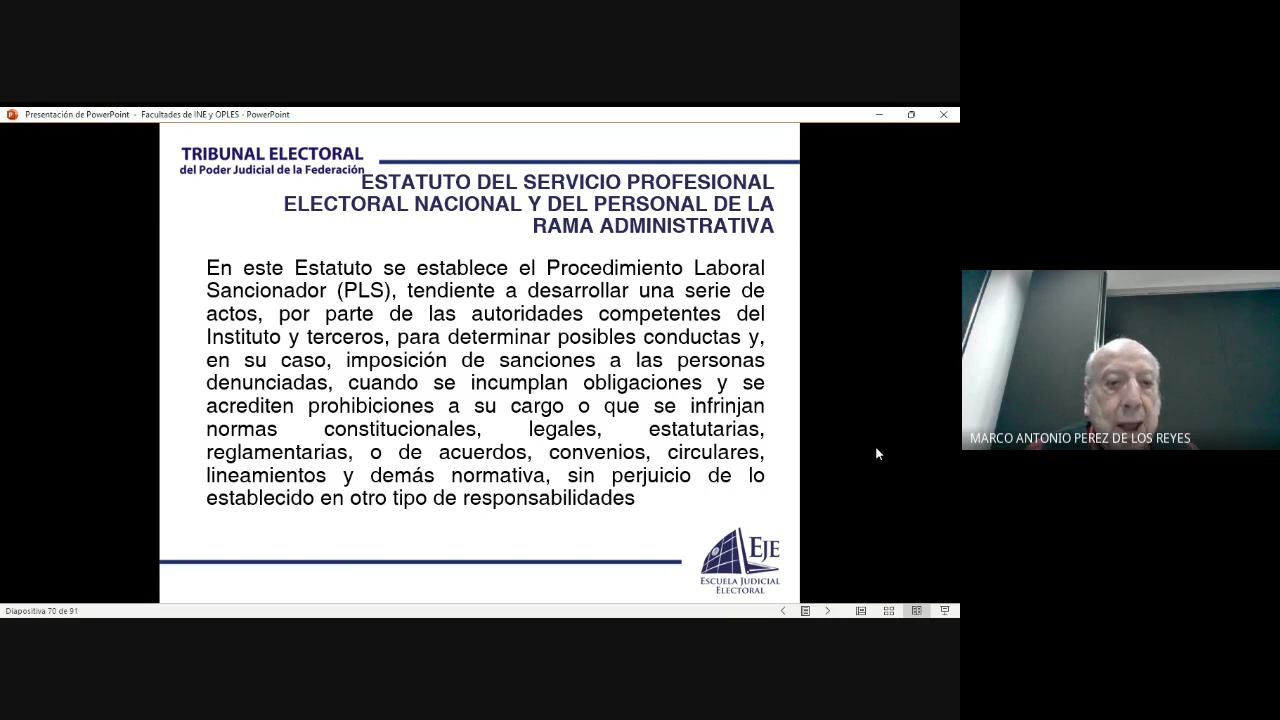 Presentación de PowerPoint - Facultades de INE y OPLES - PowerPoint
TRIBUNAL ELECTORAL
del Poder Judicial de la Federación
ESTATUTO DEL SERVICIO PROFESIONAL
ELECTORAL NACIONAL Y DEL PERSONAL DE LA
RAMA ADMINISTRATIVA
En este Estatuto se establece el Procedimiento Laboral
Sancionador (PLS), tendiente a desarrollar una serie de
actos, por parte de las autoridades competentes del
Instituto y terceros, para determinar posibles conductas y,
en su caso, imposición de sanciones a las personas
denunciadas, cuando se incumplan obligaciones y se
acrediten prohibiciones a su cargo o que se infrinjan
normas constitucionales, legales, estatutarias,
reglamentarias, o de acuerdos, convenios, circulares,
lineamientos y demás normativa, sin perjuicio de lo
establecido en otro tipo de responsabilidades
EJE
ESCUELA JUDICIAL
ELECTORAL
Diapositiva 70 de 91
MARCO ANTONIO PEREZ DE LOS REYES